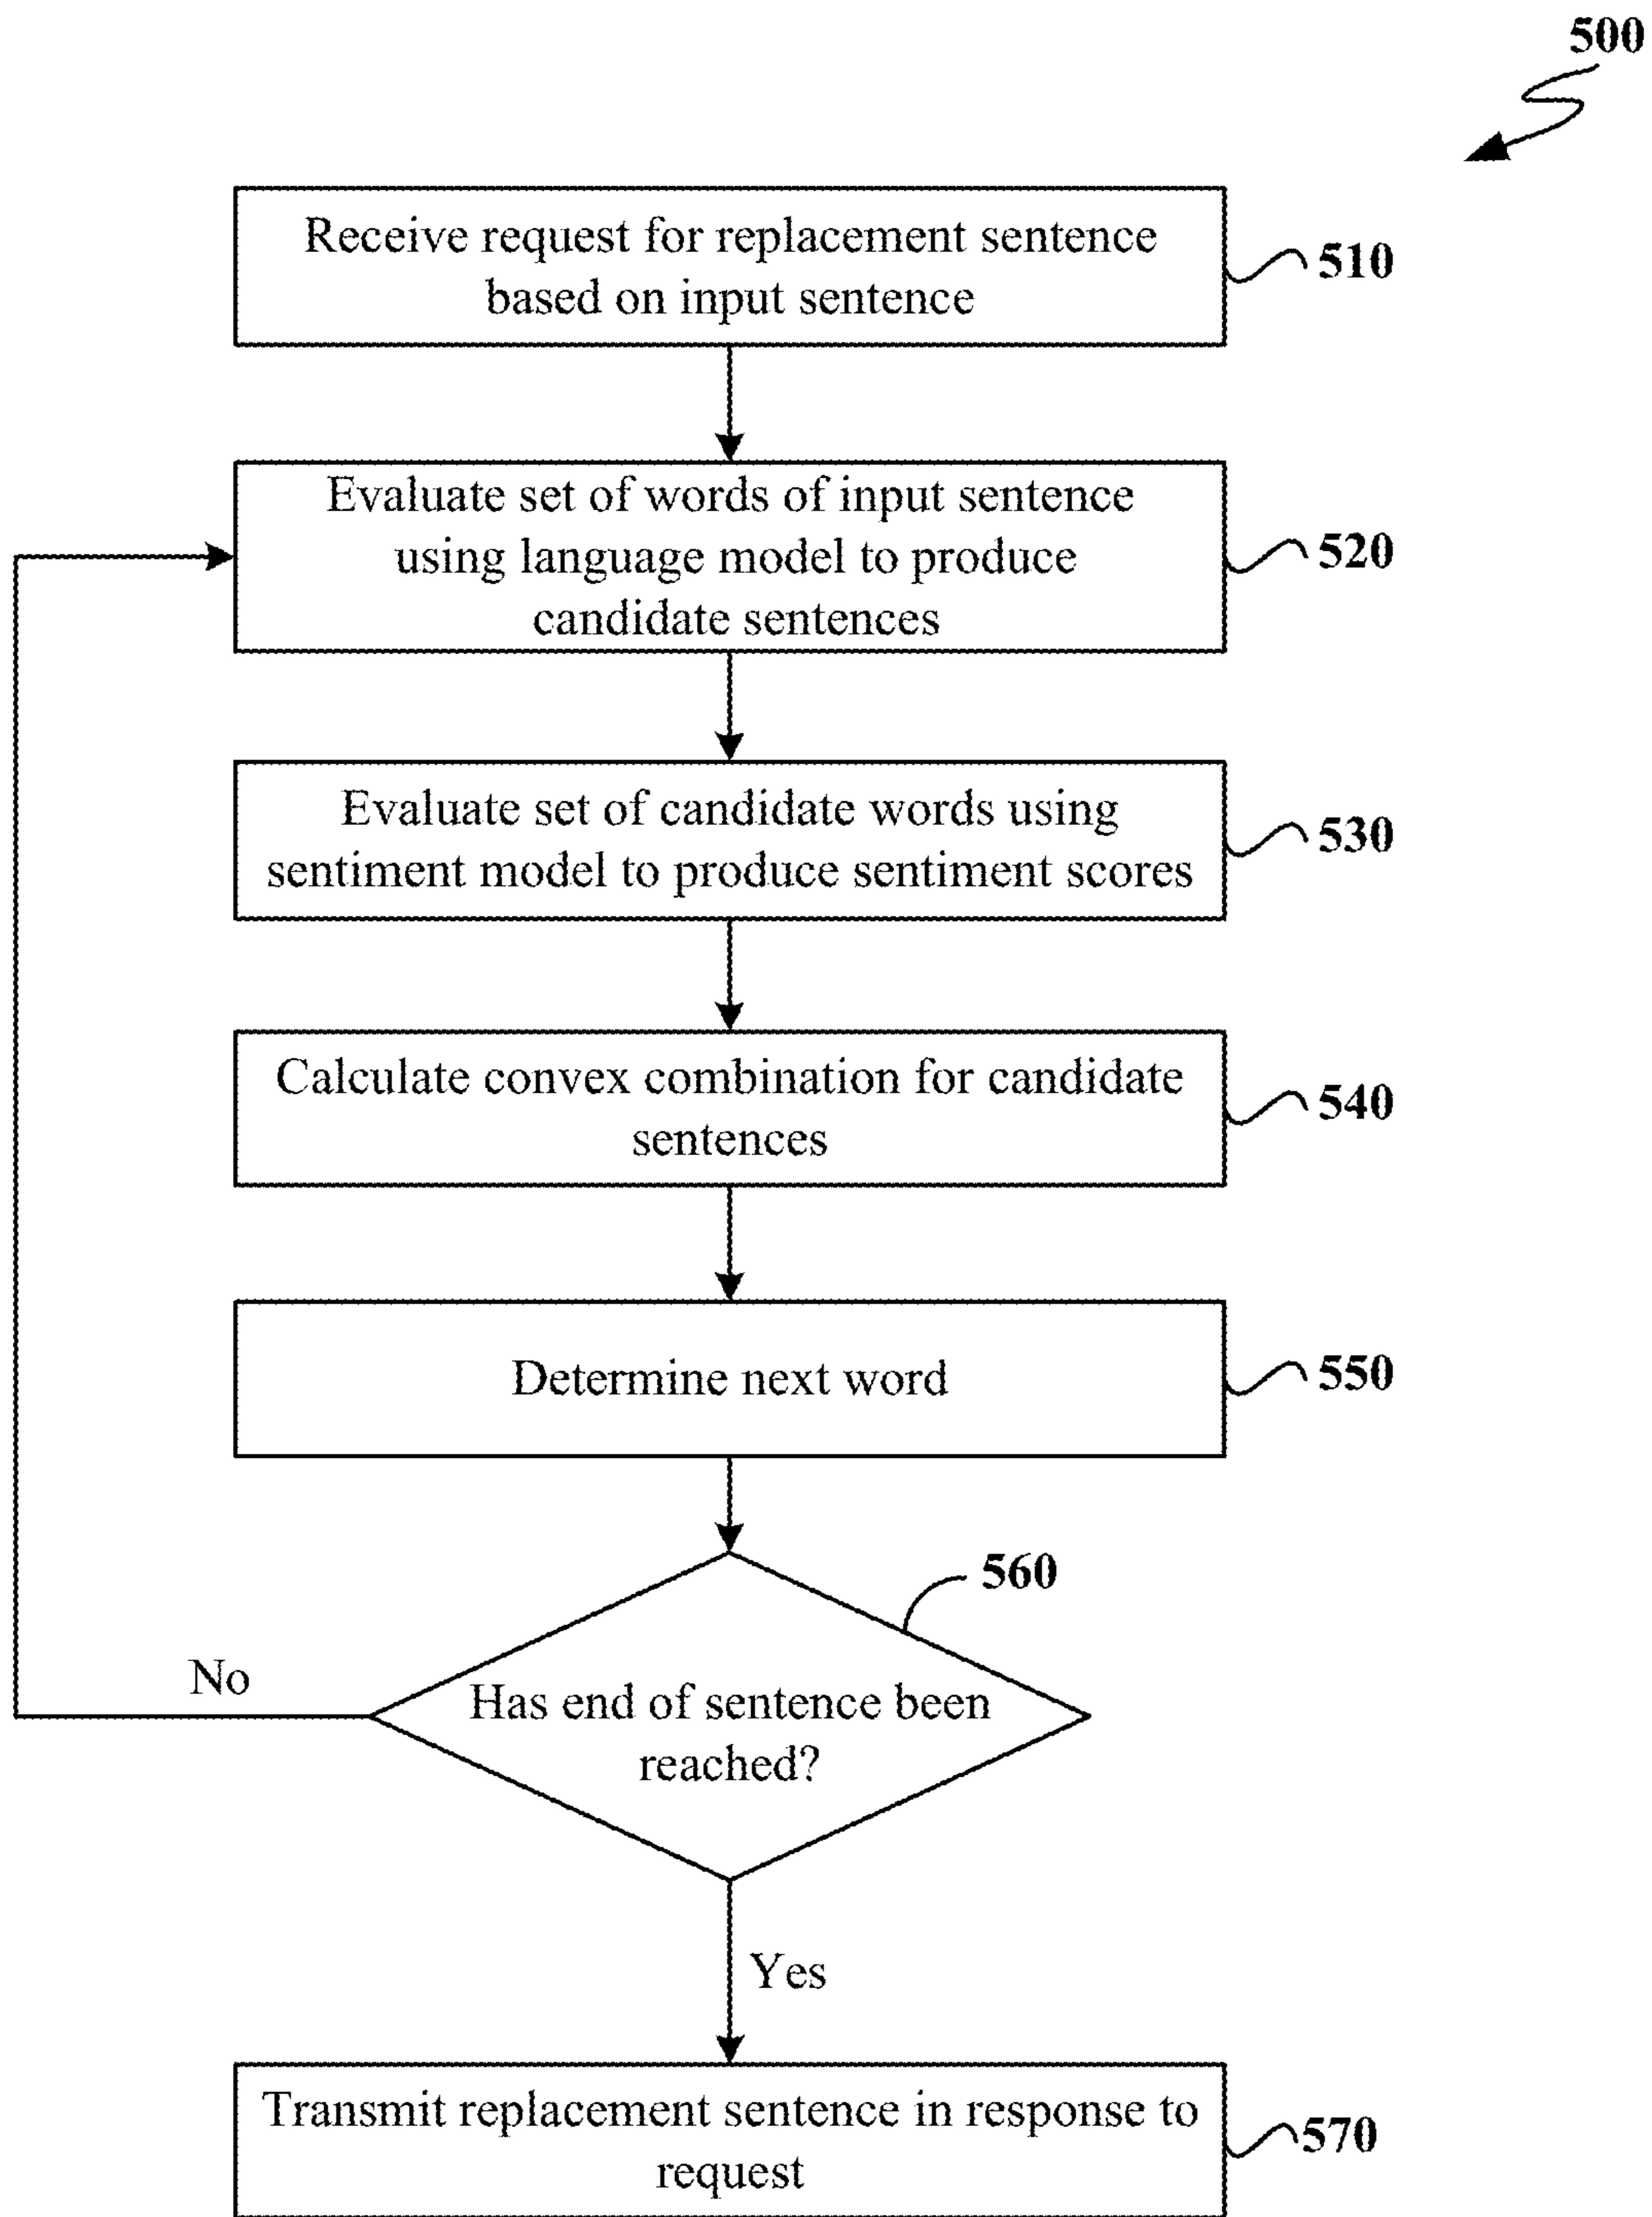 500
Receive request for replacement sentence
based on input sentence
510
Evaluate set of words of input sentence
using language model to produce
candidate sentences
520
Evaluate set of candidate words using
sentiment model to produce sentiment scores
530
Calculate convex combination for candidate
sentences
540
Determine next word
550
560
No
Has end of sentence been
reached?
Yes
Transmit replacement sentence in response to
request
570